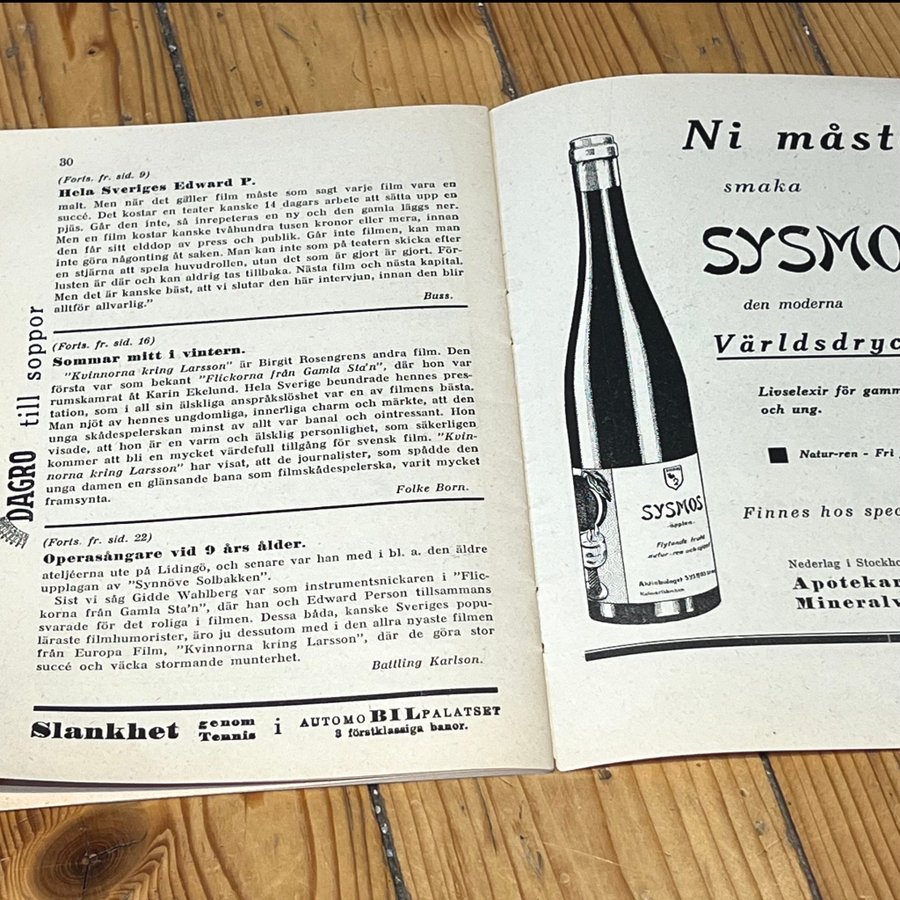 30
(Forts. fr. sid. 9)
Hela Sveriges Edward P.
malt. Men när det gäller film måste som sagt varje film vara en
succé. Det kostar en teater kanske 14 dagars arbete att sätta upp en
pjäs. Går den inte, så inrepeteras en ny och den gamla läggs ner.
Men en film kostar kanske tvåhundra tusen kronor eller mera, innan
den får sitt elddop av press och publik. Går inte filmen, kan man
inte göra någonting åt saken. Man kan inte som på teatern skicka efter
en stjärna att spela huvudrollen, utan det som är gjort är gjort. För-
lusten är där och kan aldrig tas tillbaka. Nästa film och nästa kapital.
Men det är kanske bäst, att vi slutar den här intervjun, innan den blir
alltför allvarlig."
Buss.
(Forts. fr. sid. 16)
Sommar mitt i vintern.
"Kvinnorna kring Larsson" är Birgit Rosengrens andra film. Den
första var som bekant "Flickorna från Gamla Sta'n", där hon var
rumskamrat åt Karin Ekelund. Hela Sverige beundrade hennes pres-
tation, som i all sin älskliga anspråkslöshet var en av filmens bästa.
Man njöt av hennes ungdomliga, innerliga charm och märkte, att den
unga skådespelerskan minst av allt var banal och ointressant. Hon
visade, att hon är en varm och älsklig personlighet, som säkerligen
kommer att bli en mycket värdefull tillgång för svensk film. "Kvin-
norna kring Larsson" har visat, att de journalister, som spådde den
unga damen en glänsande bana som filmskådespelerska, varit mycket
framsynta.
Folke Born.
(Forts. fr. sid. 22)
Operasångare vid 9 års ålder.
ateljéerna ute på Lidingö, och senare var han med i bl. a. den äldre
upplagan av "Synnöve Solbakken".
Sist vi såg Gidde Wahlberg var som instrumentsnickaren i "Flic-
korna från Gamla Sta'n", där han och Edward Person tillsammans
svarade för det roliga i filmen. Dessa båda, kanske Sveriges popu-
läraste filmhumorister, äro ju dessutom med i den allra nyaste filmen
från Europa Film, "Kvinnorna kring Larsson", där de göra stor
succé och väcka stormande munterhet.
Battling Karlson.
Slankhet genom Tennis i AUTOMOBILPALATSET
3 förstklassiga banor.
DAGRO till soppor
Ni måst
smaka
SYSMO
den moderna
Världsdryc
Livselexir för gamm
och ung.
Natur-ren - Fri
Finnes hos spec
Nederlag i Stockho
Apotekar
Mineralv
SYSMOS
-äpplen-
Flytande frukt
natur-ren och ojäst
Aktiebolaget SYSMOS